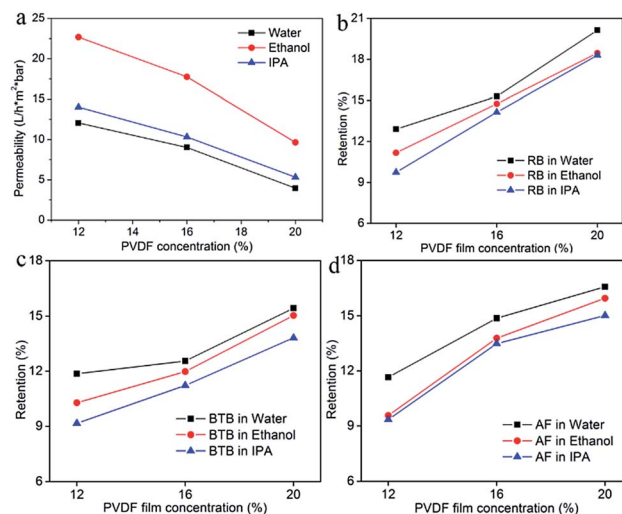 a
Permeability (L/h*m²*bar)
25
20
15
10
5
0
12
16
20
PVDF concentration (%)
Water
Ethanol
IPA
b
Retention (%)
21
18
15
12
9
6
12
16
20
PVDF film concentration (%)
RB in Water
RB in Ethanol
RB in IPA
c
Retention (%)
18
15
12
9
6
12
16
20
PVDF film concentration (%)
BTB in Water
BTB in Ethanol
BTB in IPA
d
Retention (%)
18
15
12
9
6
12
16
20
PVDF film concentration (%)
AF in Water
AF in Ethanol
AF in IPA